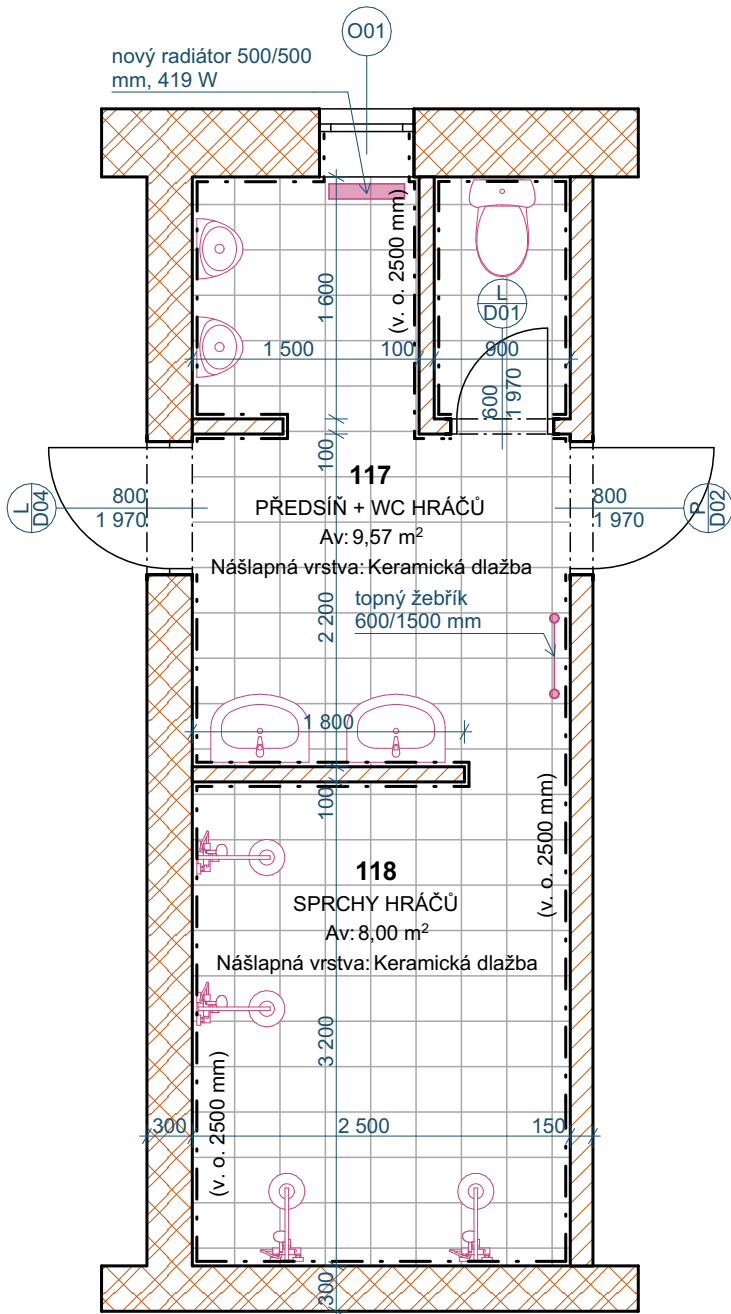 O01
nový radiátor 500/500
mm, 419 W
(v. o. 2500 mm)
1 600
L
D01
1 500
100
900
600
1 970
100
117
PŘEDSÍŇ + WC HRÁČŮ
Av: 9,57 m²
Nášlapná vrstva: Keramická dlažba
L
D04
800
1 970
800
1 970
P
D02
topný žebřík
600/1500 mm
2 200
1 800
100
(v. o. 2500 mm)
118
SPRCHY HRÁČŮ
Av: 8,00 m²
Nášlapná vrstva: Keramická dlažba
3 200
(v. o. 2500 mm)
300
2 500
150
300